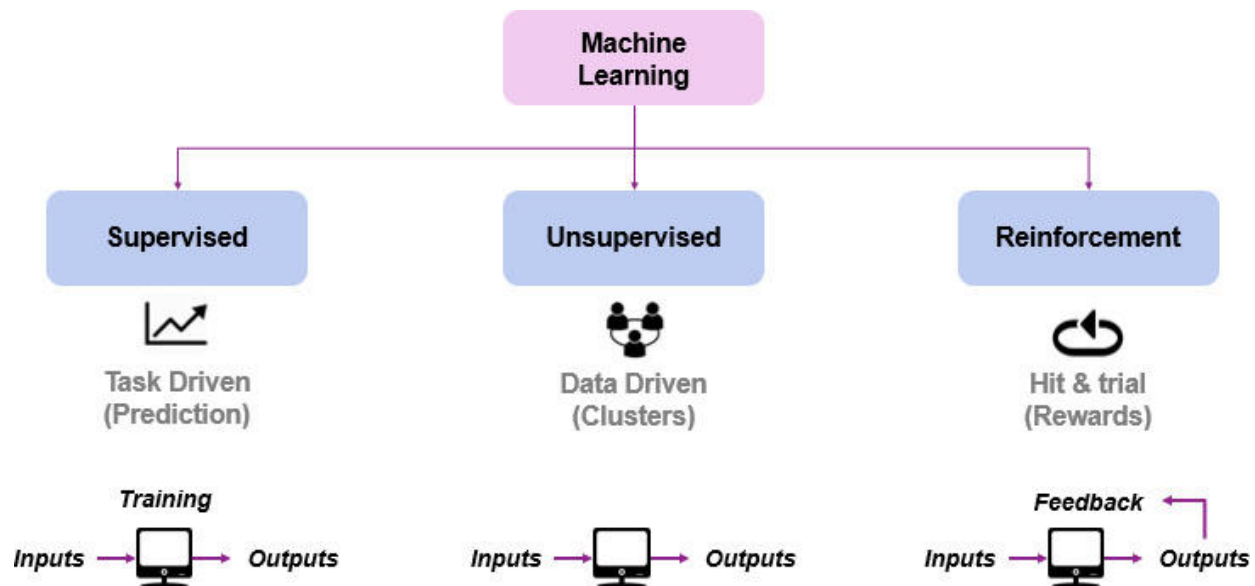 Machine
Learning
Supervised
Unsupervised
Reinforcement
Task Driven
(Prediction)
Data Driven
(Clusters)
Hit & trial
(Rewards)
Training
Inputs
Outputs
Inputs
Outputs
Feedback
Inputs
Outputs